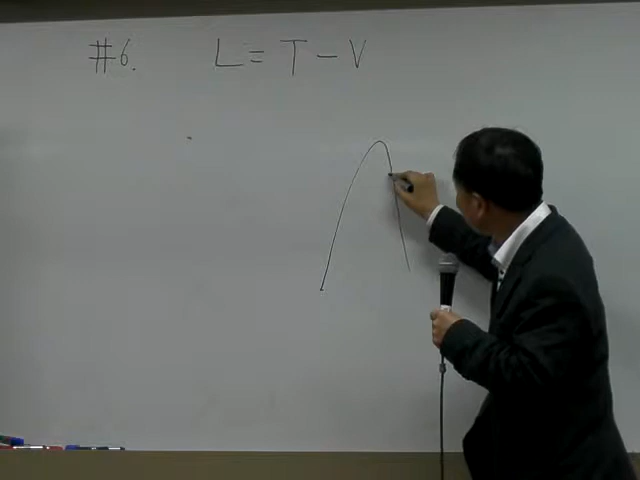 #6. L = T - V